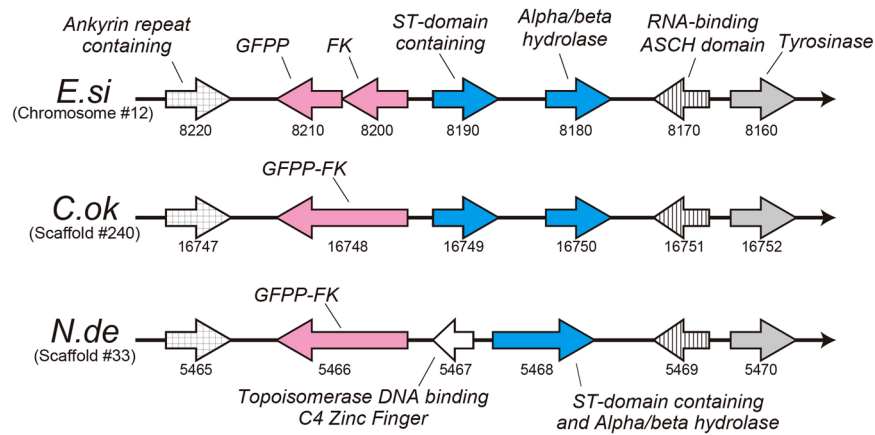 Ankyrin repeat
containing
GFPP
FK
ST-domain
containing
Alpha/beta
hydrolase
RNA-binding
ASCH domain
Tyrosinase
E.si
(Chromosome #12)
8220
8210
8200
8190
8180
8170
8160
GFPP-FK
C.ok
(Scaffold #240)
16747
16748
16749
16750
16751
16752
GFPP-FK
N.de
(Scaffold #33)
5465
5466
5467
5468
5469
5470
Topoisomerase DNA binding
C4 Zinc Finger
ST-domain containing
and Alpha/beta hydrolase